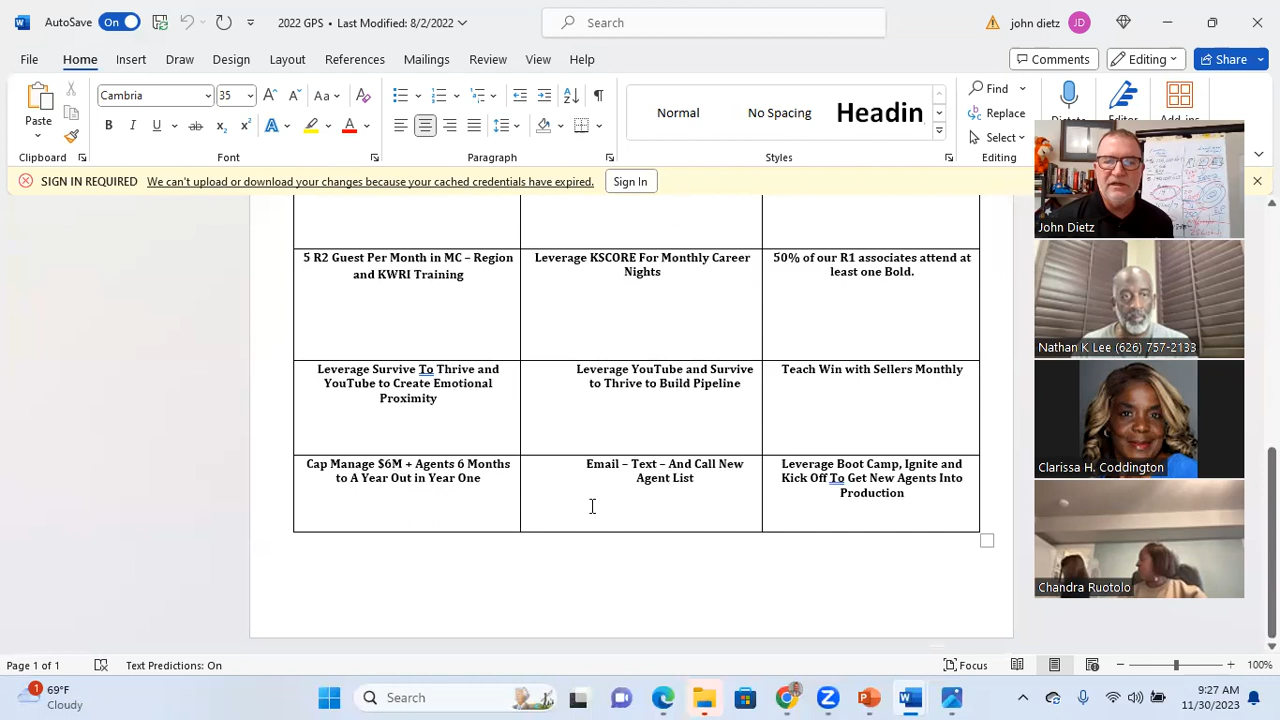 AutoSave On 2022 GPS • Last Modified: 8/2/2022 Search john dietz JD
File Home Insert Draw Design Layout References Mailings Review View Help Comments Editing Share
Paste Cambria 35 Aa Normal No Spacing Headin Find
Replace
Select
Dictate Editor Add-ins
Clipboard Font Paragraph Styles Editing
SIGN IN REQUIRED We can't upload or download your changes because your cached credentials have expired. Sign In
5 R2 Guest Per Month in MC – Region
and KWRI Training
Leverage KSCORE For Monthly Career
Nights
50% of our R1 associates attend at
least one Bold.
Leverage Survive To Thrive and
YouTube to Create Emotional
Proximity
Leverage YouTube and Survive
to Thrive to Build Pipeline
Teach Win with Sellers Monthly
Cap Manage $6M + Agents 6 Months
to A Year Out in Year One
Email – Text – And Call New
Agent List
Leverage Boot Camp, Ignite and
Kick Off To Get New Agents Into
Production
John Dietz
Nathan K Lee (626) 757-2133
Clarissa H. Coddington
Chandra Ruotolo
Page 1 of 1 Text Predictions: On Focus 100%
1 69°F
Cloudy
Search
9:27 AM
11/30/2023